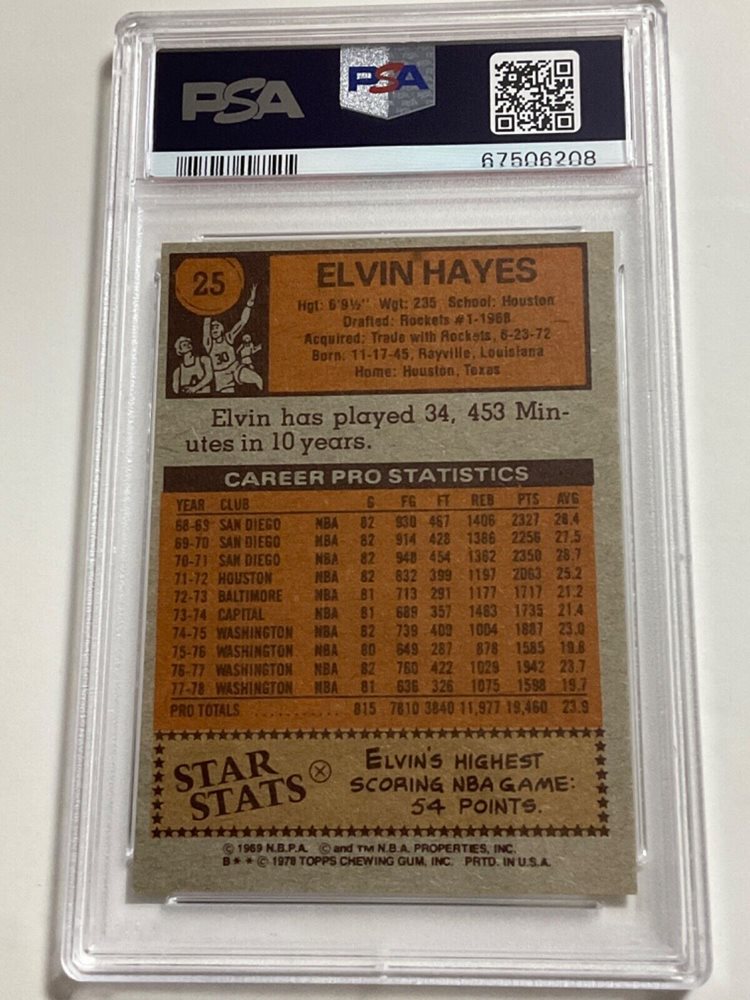 PSA PSA
67506208
25
ELVIN HAYES
Hgt: 6'9½" Wgt: 235 School: Houston
Drafted: Rockets #1-1968
Acquired: Trade with Rockets, 6-23-72
Born: 11-17-45, Rayville, Louisiana
Home: Houston, Texas
30
Elvin has played 34, 453 Min-
utes in 10 years.
CAREER PRO STATISTICS
YEAR CLUB G FG FT REB PTS AVG
68-69 SAN DIEGO NBA 82 930 467 1406 2327 28.4
69-70 SAN DIEGO NBA 82 914 428 1386 2256 27.5
70-71 SAN DIEGO NBA 82 948 454 1362 2350 28.7
71-72 HOUSTON NBA 82 832 399 1197 2063 25.2
72-73 BALTIMORE NBA 81 713 291 1177 1717 21.2
73-74 CAPITAL NBA 81 689 357 1463 1735 21.4
74-75 WASHINGTON NBA 82 739 409 1004 1887 23.0
75-76 WASHINGTON NBA 80 649 287 878 1585 19.8
76-77 WASHINGTON NBA 82 760 422 1029 1942 23.7
77-78 WASHINGTON NBA 81 636 326 1075 1598 19.7
PRO TOTALS ............ 815 7810 3840 11,977 19,460 23.9
STAR
STATS
ELVIN'S HIGHEST
SCORING NBA GAME:
54 POINTS.
© 1969 N.B.P.A. © and TM N.B.A. PROPERTIES, INC.
B * * © 1978 TOPPS CHEWING GUM, INC. PRTD. IN U.S.A.